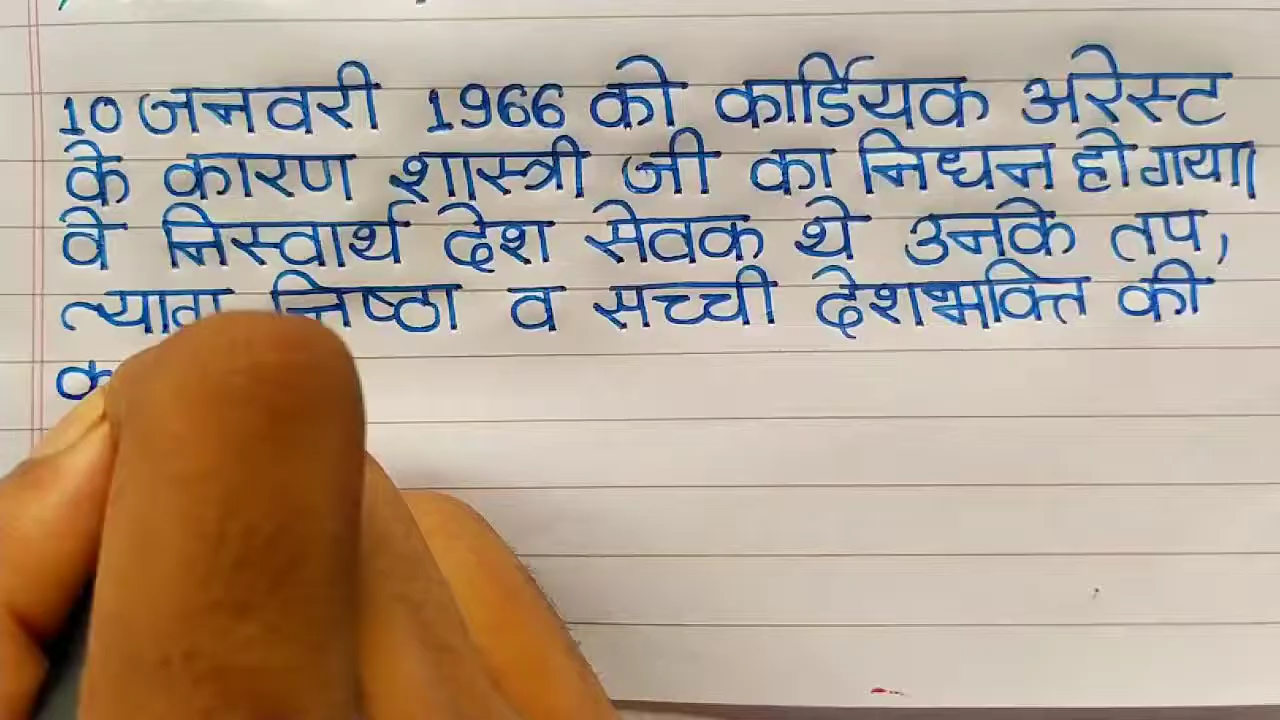 10 जनवरी 1966 को कार्डियक अरेस्ट
के कारण शास्त्री जी का निधन हो गया।
वे निस्वार्थ देश सेवक थे उनके तप,
त्याग निष्ठा व सच्ची देशभक्ति की